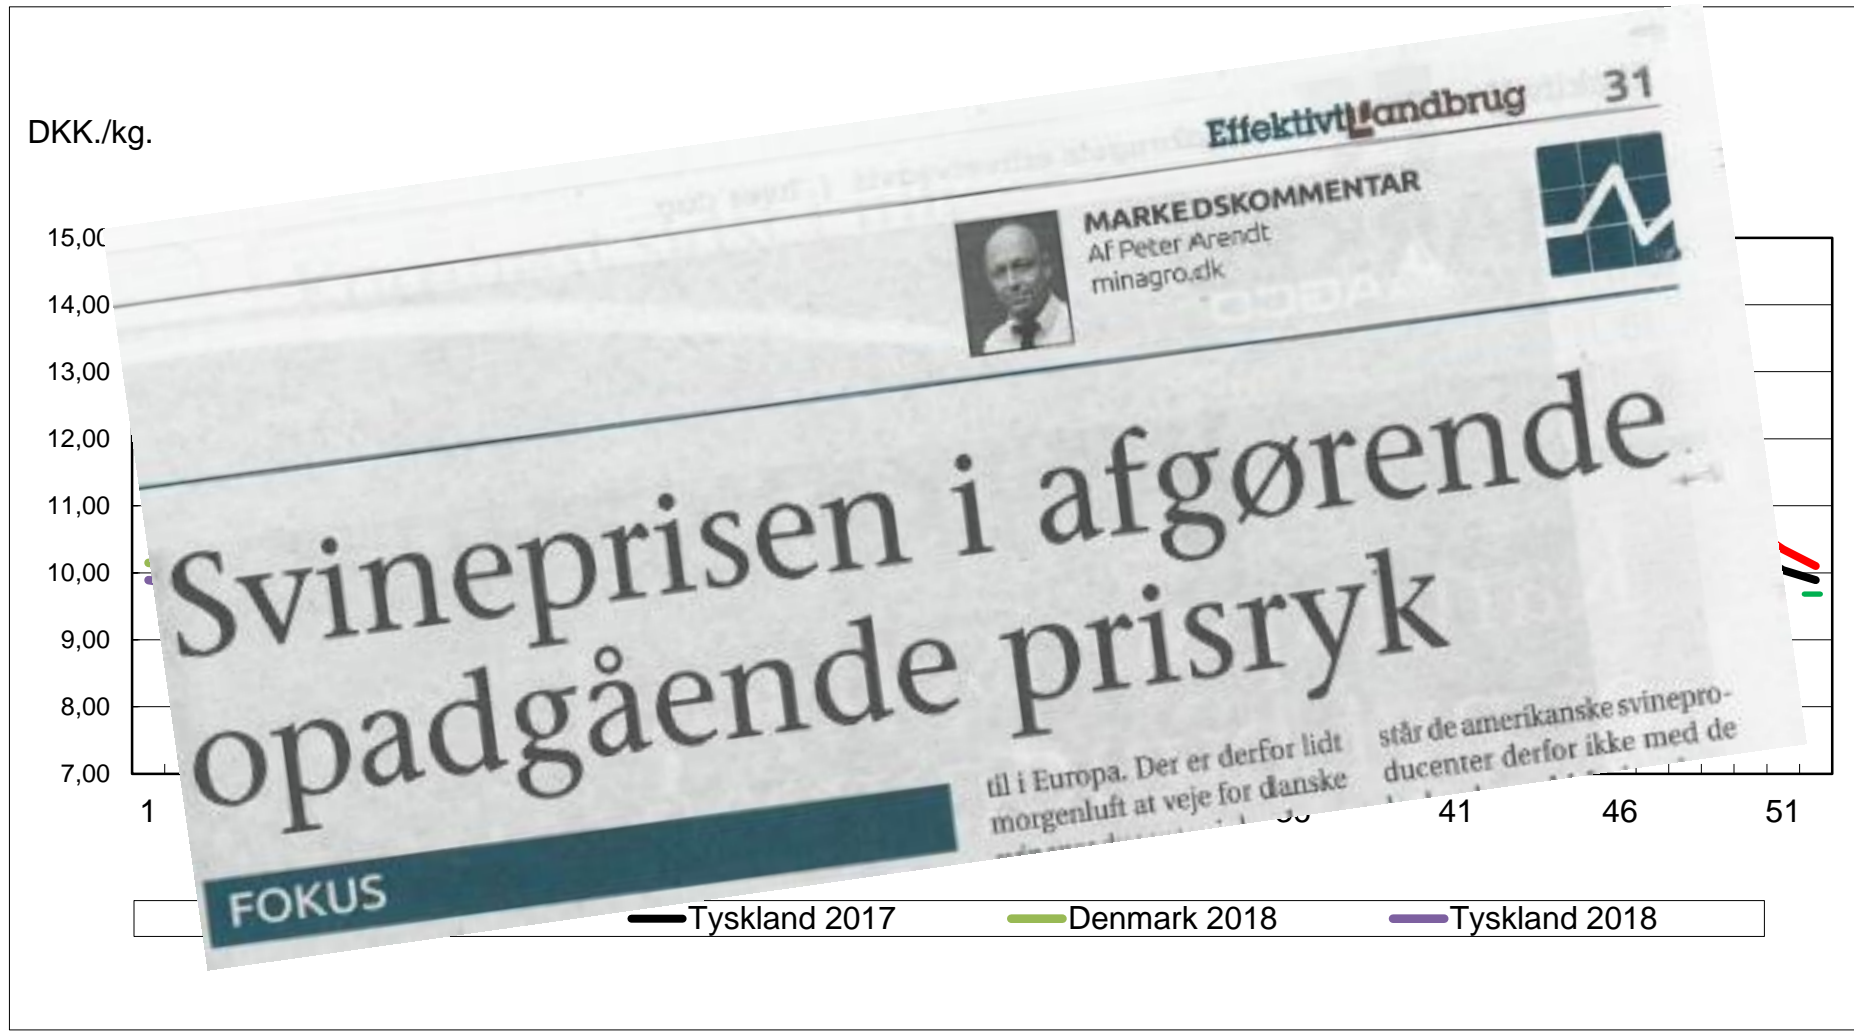 DKK./kg.
15,00
14,00
13,00
12,00
11,00
10,00
9,00
8,00
7,00
1
41
46
51
Effektivt Landbrug
31
MARKEDSKOMMENTAR
Af Peter Arendt
minagro.dk
Svineprisen i afgørende
opadgående prisryk
FOKUS
til i Europa. Der er derfor lidt
morgenluft at veje for danske
står de amerikanske svinepro-
ducenter derfor ikke med de
Tyskland 2017
Denmark 2018
Tyskland 2018